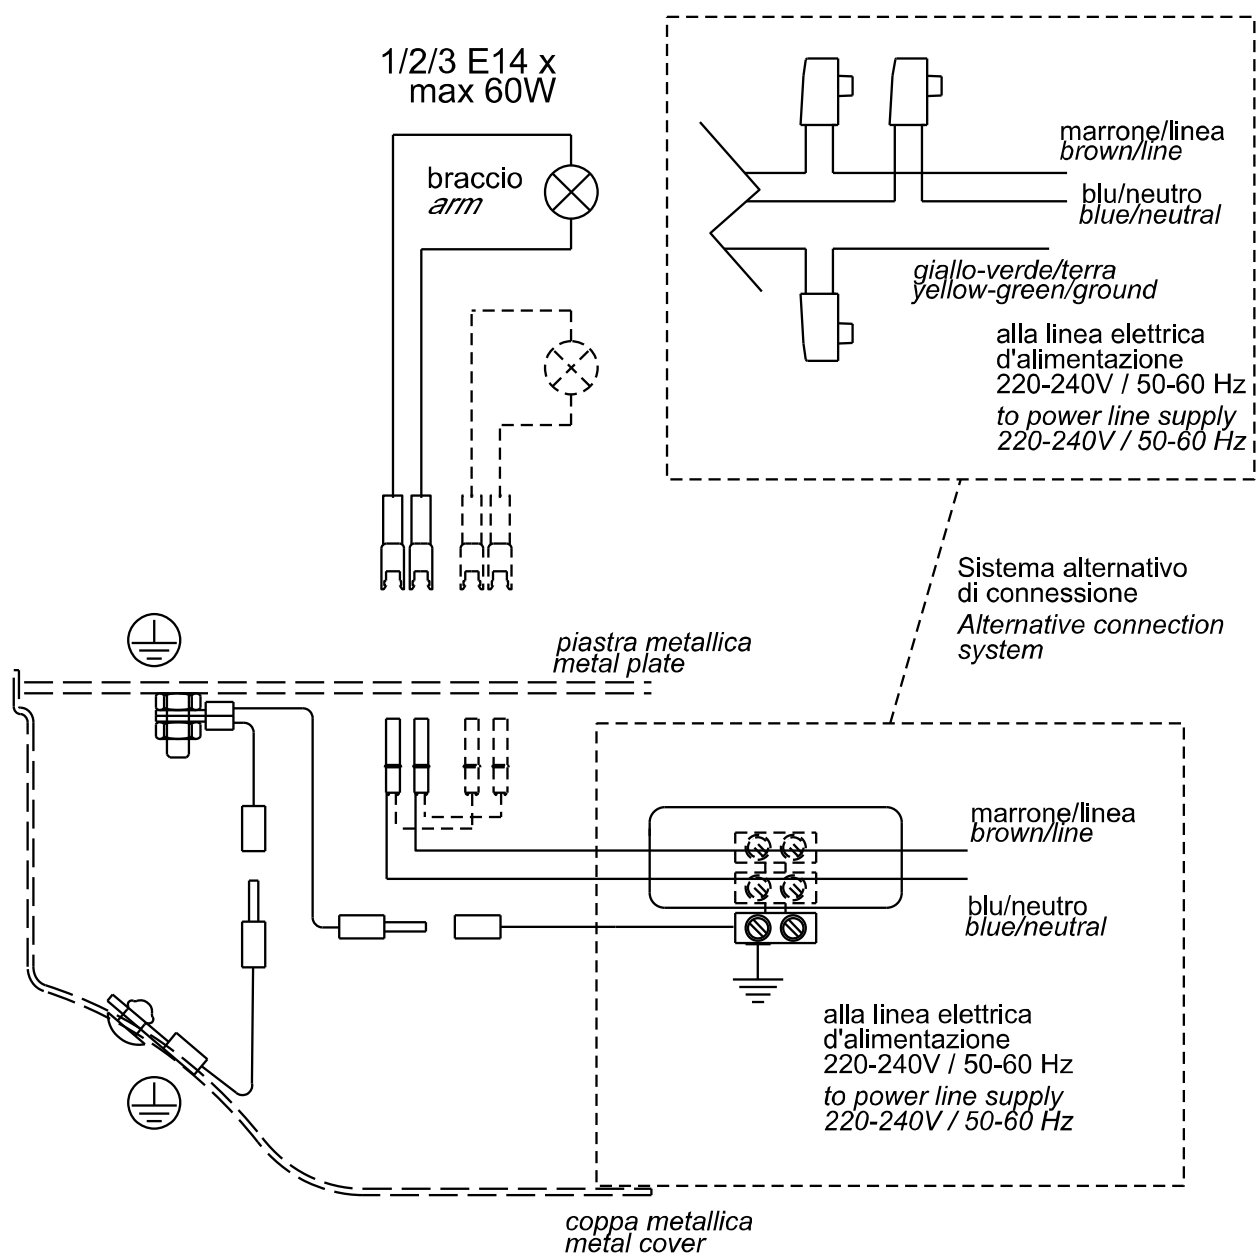 1/2/3 E14 x
max 60W
braccio
arm
marrone/linea
brown/line
blu/neutro
blue/neutral
giallo-verde/terra
yellow-green/ground
alla linea elettrica
d'alimentazione
220-240V / 50-60 Hz
to power line supply
220-240V / 50-60 Hz
Sistema alternativo
di connessione
Alternative connection
system
piastra metallica
metal plate
marrone/linea
brown/line
blu/neutro
blue/neutral
alla linea elettrica
d'alimentazione
220-240V / 50-60 Hz
to power line supply
220-240V / 50-60 Hz
coppa metallica
metal cover